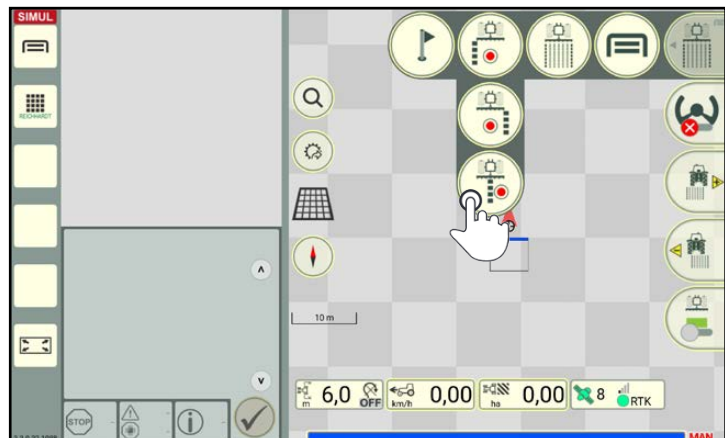 SIMUL
REICHHARDT
10 m
m 6,0 OFF
km/h 0,00
ha 0,00
8 RTK
STOP - - i -
MAN